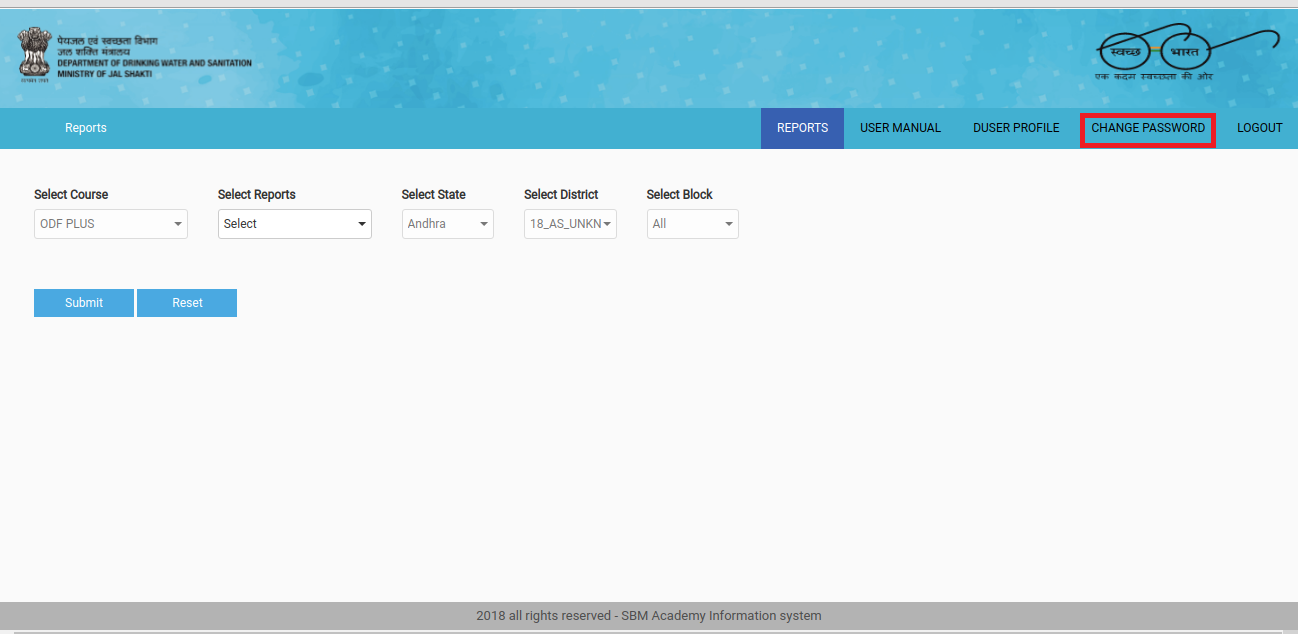 पेयजल एवं स्वच्छता विभाग
जल शक्ति मंत्रालय
DEPARTMENT OF DRINKING WATER AND SANITATION
MINISTRY OF JAL SHAKTI
स्वच्छ भारत
एक कदम स्वच्छता की ओर
Reports REPORTS USER MANUAL DUSER PROFILE CHANGE PASSWORD LOGOUT
Select Course Select Reports Select State Select District Select Block
ODF PLUS Select Andhra 18_AS_UNKN All
Submit Reset
2018 all rights reserved - SBM Academy Information system